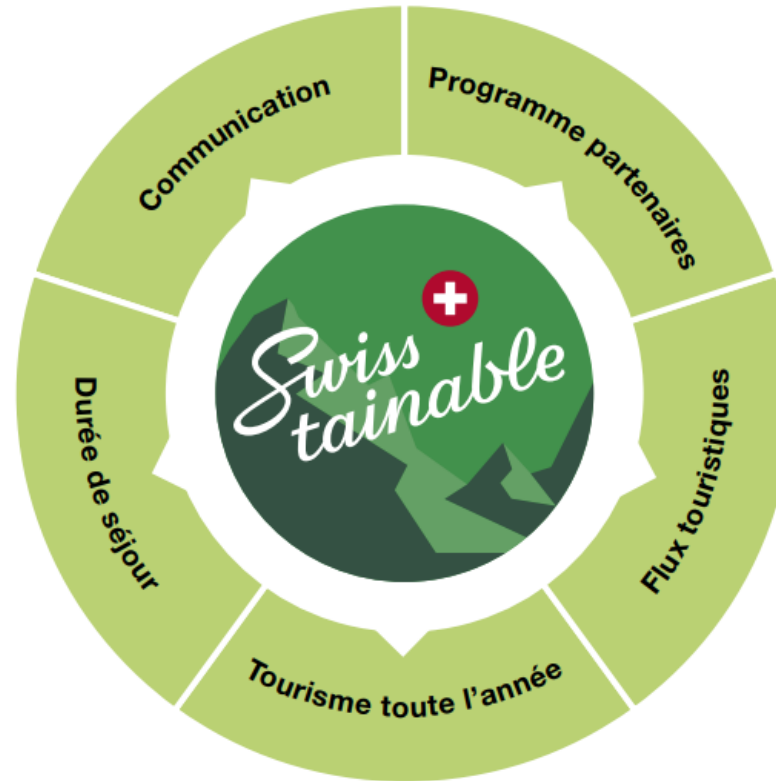 Communication
Programme partenaires
Swiss
tainable
Durée de séjour
Flux touristiques
Tourisme toute l'année